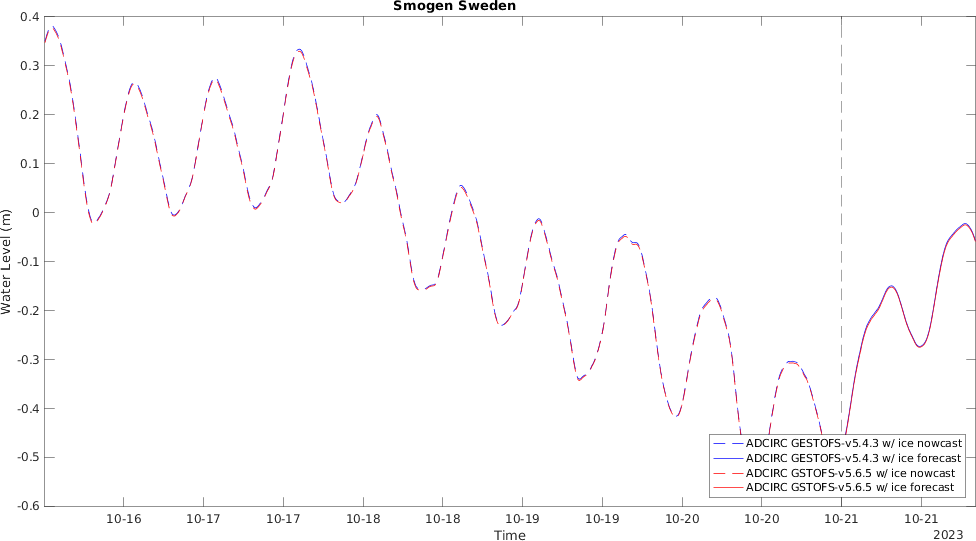 Smogen Sweden
0.4
0.3
0.2
0.1
0
-0.1
-0.2
-0.3
-0.4
-0.5
-0.6
Water Level (m)
ADCIRC GESTOFS-v5.4.3 w/ ice nowcast
ADCIRC GESTOFS-v5.4.3 w/ ice forecast
ADCIRC GSTOFS-v5.6.5 w/ ice nowcast
ADCIRC GSTOFS-v5.6.5 w/ ice forecast
10-16 10-17 10-17 10-18 10-18 10-19 10-19 10-20 10-20 10-21 10-21
Time
2023